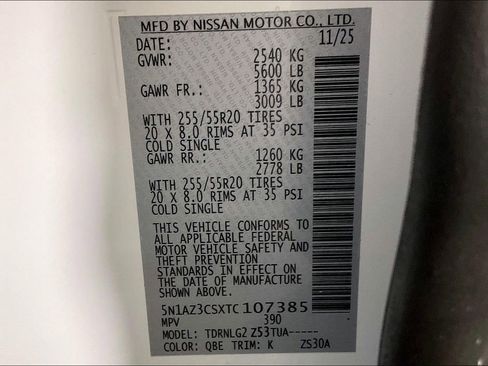 MFD BY NISSAN MOTOR CO., LTD.
DATE: 11/25
GVWR: 2540 KG
5600 LB
GAWR FR.: 1365 KG
3009 LB
WITH 255/55R20 TIRES
20 X 8.0 RIMS AT 35 PSI
COLD SINGLE
GAWR RR.: 1260 KG
2778 LB
WITH 255/55R20 TIRES
20 X 8.0 RIMS AT 35 PSI
COLD SINGLE
THIS VEHICLE CONFORMS TO
ALL APPLICABLE FEDERAL
MOTOR VEHICLE SAFETY AND
THEFT PREVENTION
STANDARDS IN EFFECT ON
THE DATE OF MANUFACTURE
SHOWN ABOVE.
5N1AZ3CSXTC107385
MPV 390
MODEL: TDRNLG2 Z53TUA-----
COLOR: QBE TRIM: K ZS30A